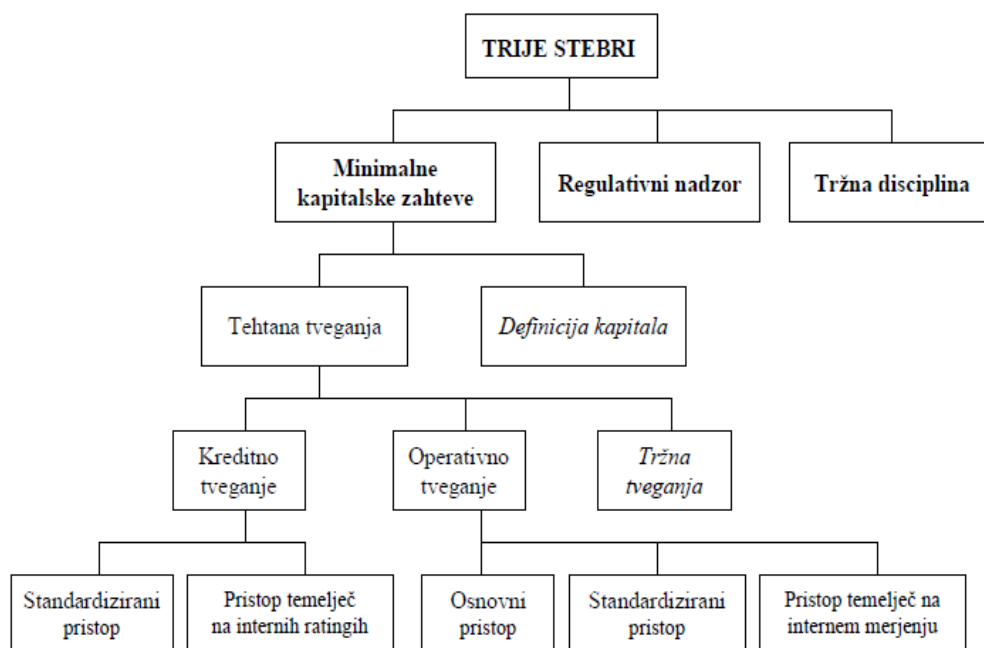 TRIJE STEBRI
Minimalne
kapitalske zahteve
Regulativni nadzor
Tržna disciplina
Tehtana tveganja
Definicija kapitala
Kreditno
tveganje
Operativno
tveganje
Tržna
tveganja
Standardizirani
pristop
Pristop temelječ
na internih ratingih
Osnovni
pristop
Standardizirani
pristop
Pristop temelječ na
internem merjenju